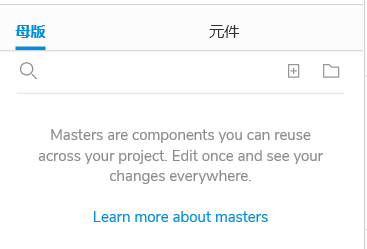 母版 元件
Masters are components you can reuse
across your project. Edit once and see your
changes everywhere.
Learn more about masters